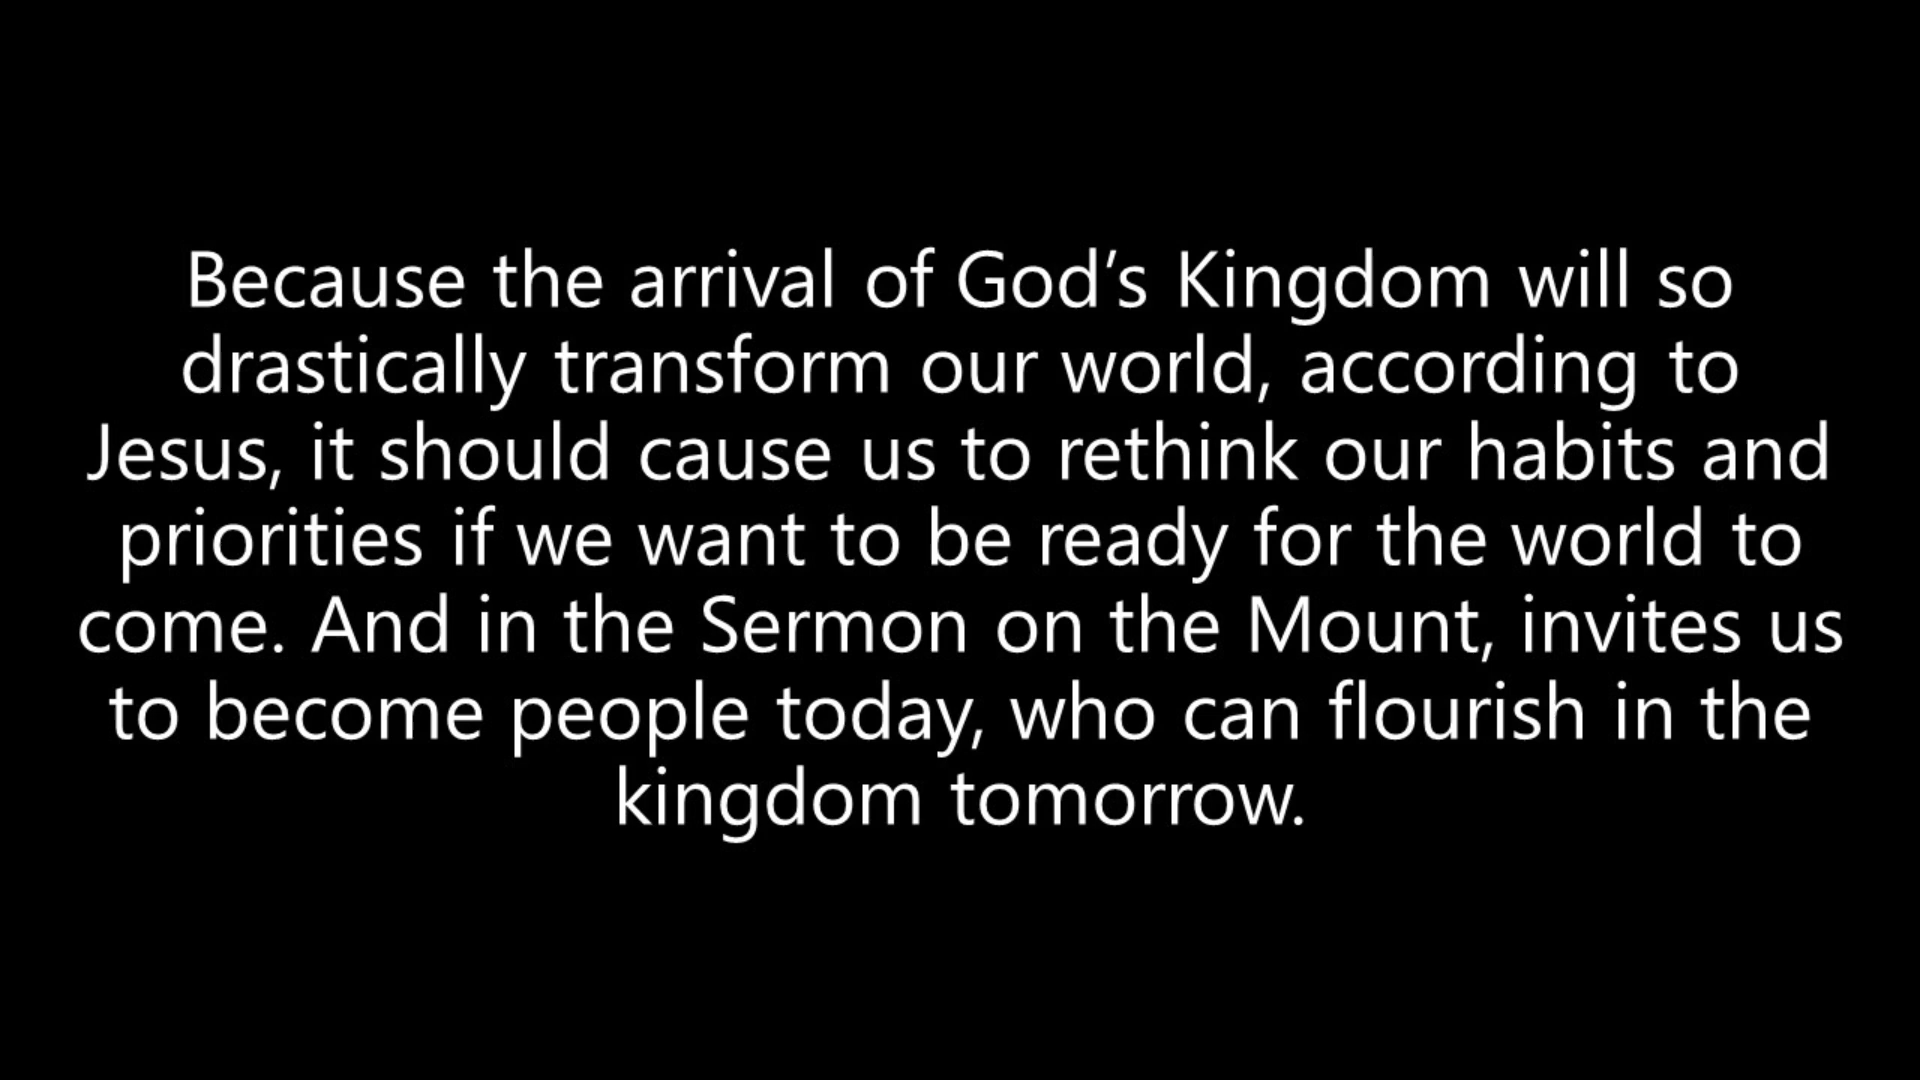 Because the arrival of God’s Kingdom will so
drastically transform our world, according to
Jesus, it should cause us to rethink our habits and
priorities if we want to be ready for the world to
come. And in the Sermon on the Mount, invites us
to become people today, who can flourish in the
kingdom tomorrow.